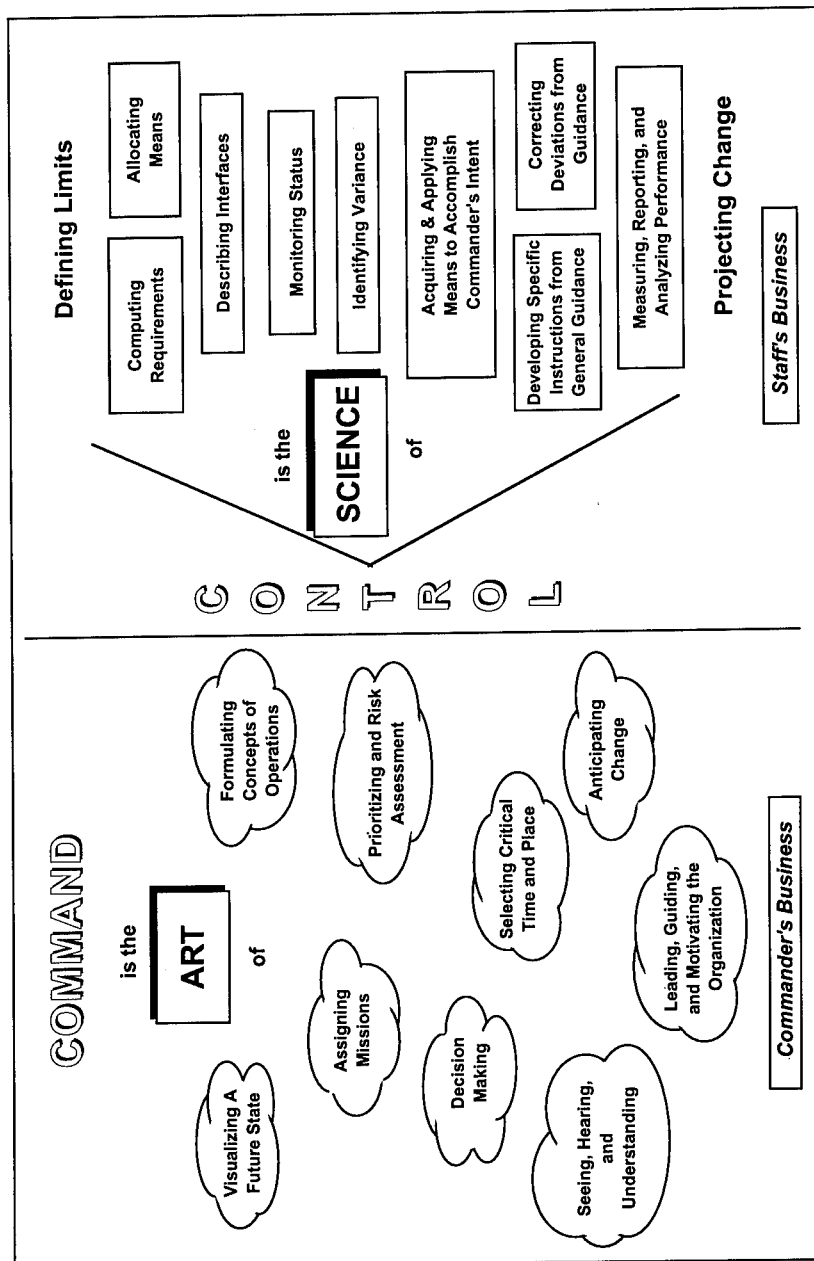 COMMAND
is the
ART
of
Visualizing A
Future State
Formulating
Concepts of
Operations
Assigning
Missions
Prioritizing and Risk
Assessment
Decision
Making
Selecting Critical
Time and Place
Seeing, Hearing,
and
Understanding
Anticipating
Change
Leading, Guiding,
and Motivating the
Organization
Commander's Business
CONTROL
is the
SCIENCE
of
Defining Limits
Computing
Requirements
Allocating
Means
Describing Interfaces
Monitoring Status
Identifying Variance
Acquiring & Applying
Means to Accomplish
Commander's Intent
Developing Specific
Instructions from
General Guidance
Correcting
Deviations from
Guidance
Measuring, Reporting, and
Analyzing Performance
Projecting Change
Staff's Business